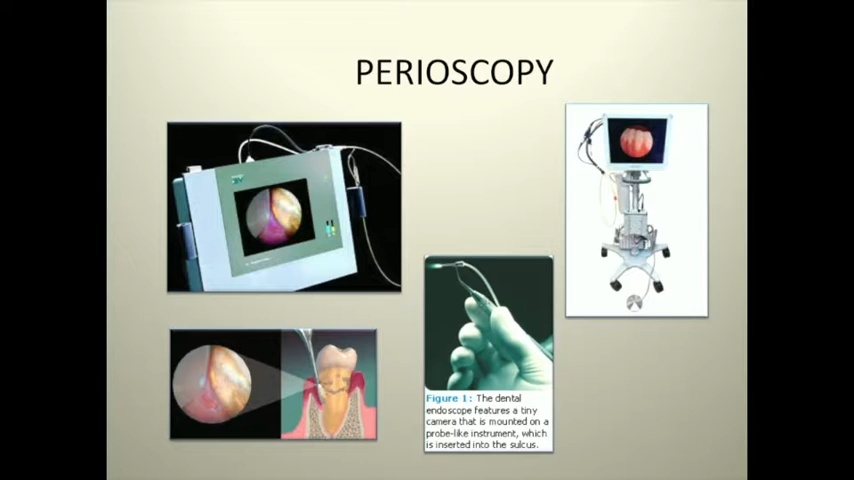 PERIOSCOPY
Figure 1: The dental
endoscope features a tiny
camera that is mounted on a
probe-like instrument, which
is inserted into the sulcus.